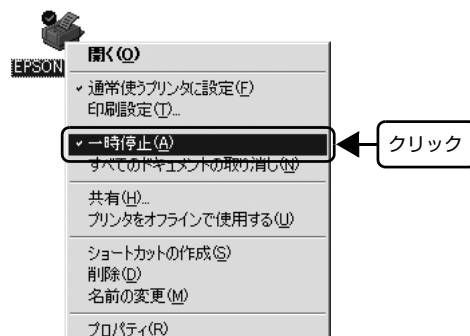 EPSON
開く(O)
通常使うプリンタに設定(F)
印刷設定(T)...
一時停止(A)
クリック
すべてのドキュメントの取り消し(N)
共有(H)...
プリンタをオフラインで使用する(U)
ショートカットの作成(S)
削除(D)
名前の変更(M)
プロパティ(R)